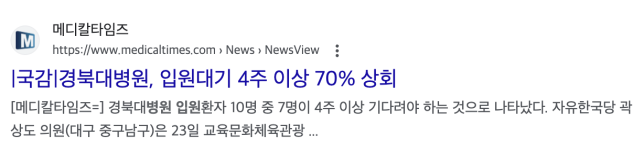 메디칼타임즈
https://www.medicaltimes.com › News › NewsView
|국감|경북대병원, 입원대기 4주 이상 70% 상회
[메디칼타임즈=] 경북대병원 입원환자 10명 중 7명이 4주 이상 기다려야 하는 것으로 나타났다. 자유한국당 곽
상도 의원(대구 중구남구)은 23일 교육문화체육관광 ...